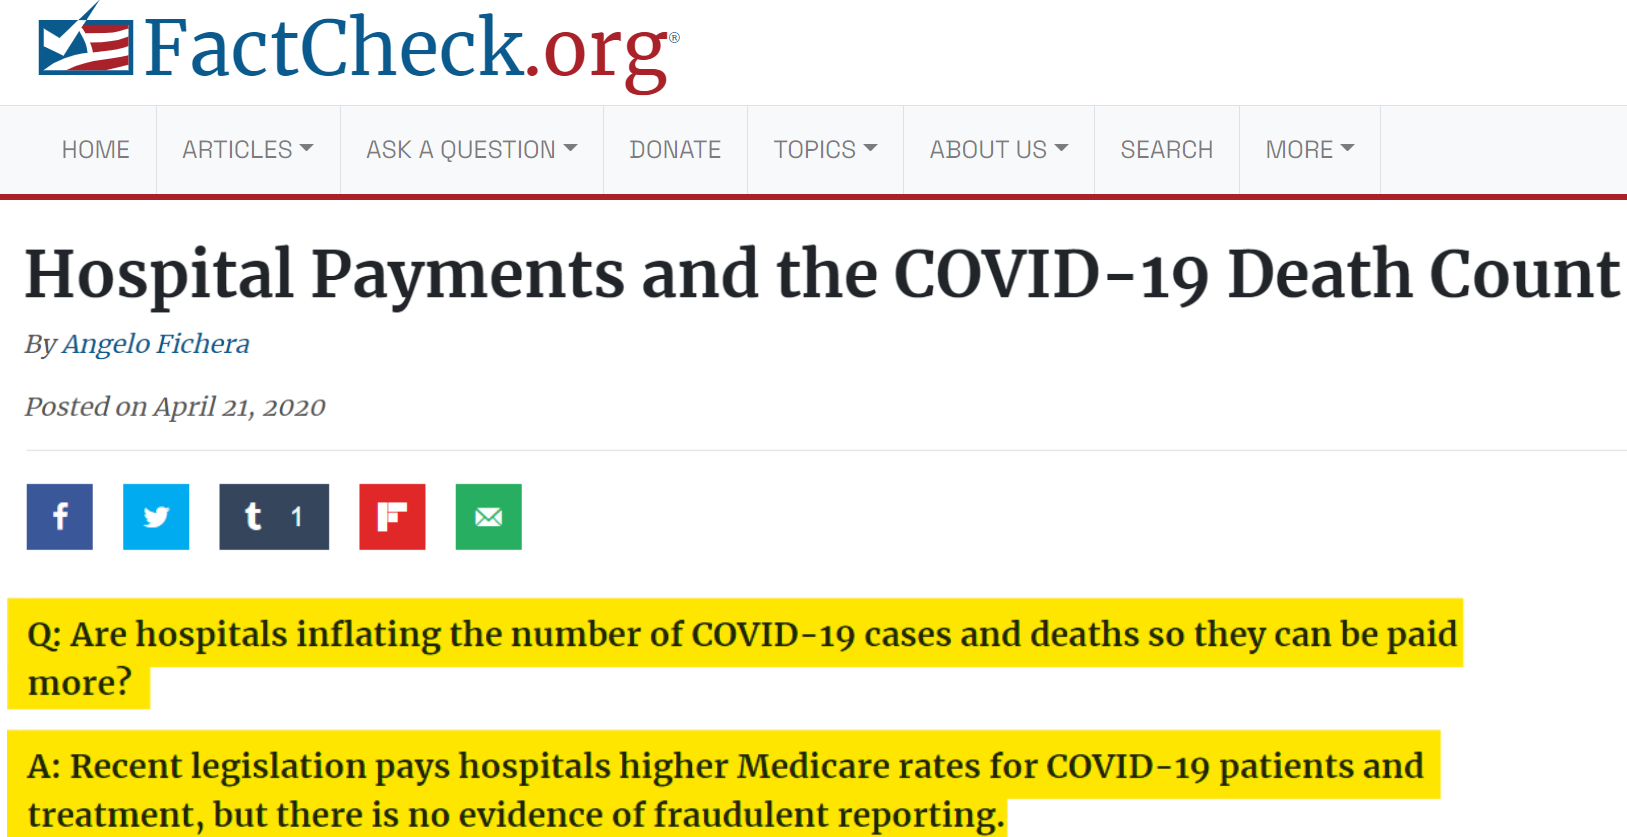 FactCheck.org®
HOME ARTICLES ASK A QUESTION DONATE TOPICS ABOUT US SEARCH MORE
Hospital Payments and the COVID-19 Death Count
By Angelo Fichera
Posted on April 21, 2020
f t 1 F
Q: Are hospitals inflating the number of COVID-19 cases and deaths so they can be paid
more?
A: Recent legislation pays hospitals higher Medicare rates for COVID-19 patients and
treatment, but there is no evidence of fraudulent reporting.